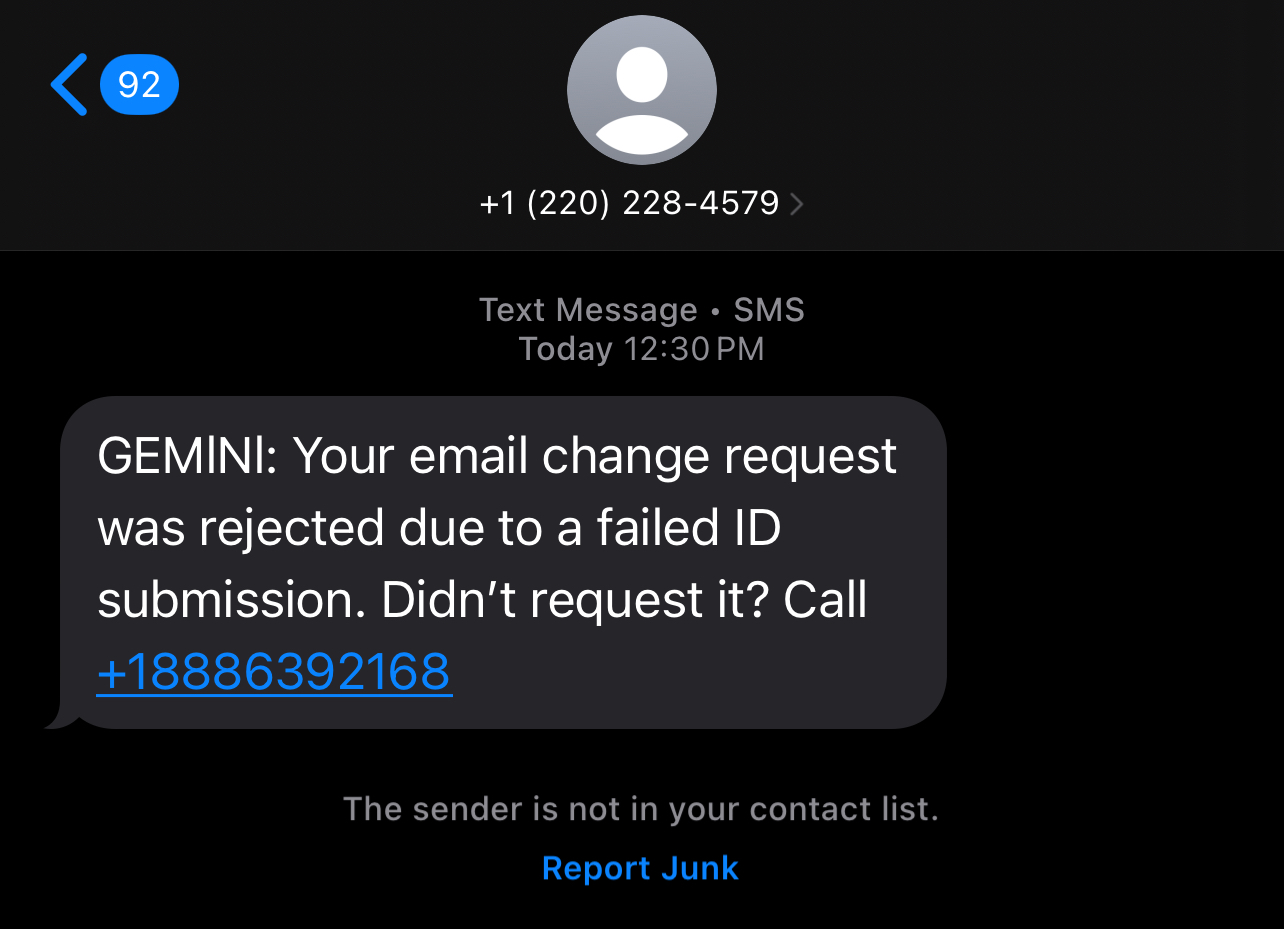 92
+1 (220) 228-4579
Text Message • SMS
Today 12:30 PM
GEMlNl: Your email change request
was rejected due to a failed ID
submission. Didn’t request it? Call
+18886392168
The sender is not in your contact list.
Report Junk